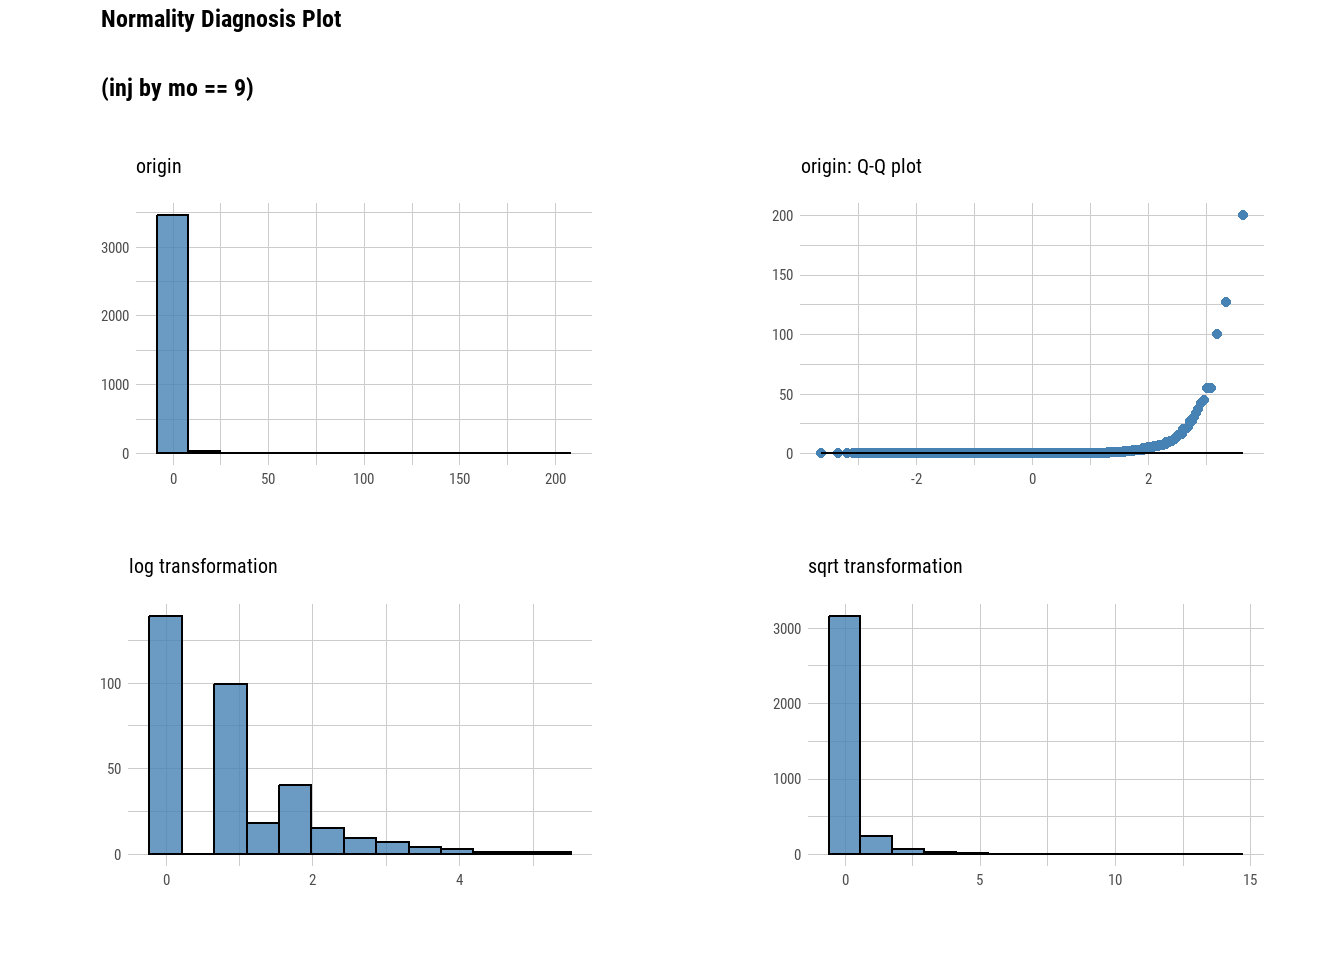 Normality Diagnosis Plot
(inj by mo == 9)
origin
3000
2000
1000
0
0 50 100 150 200
origin: Q-Q plot
200
150
100
50
0
-2 0 2
log transformation
100
50
0
0 2 4
sqrt transformation
3000
2000
1000
0
0 5 10 15